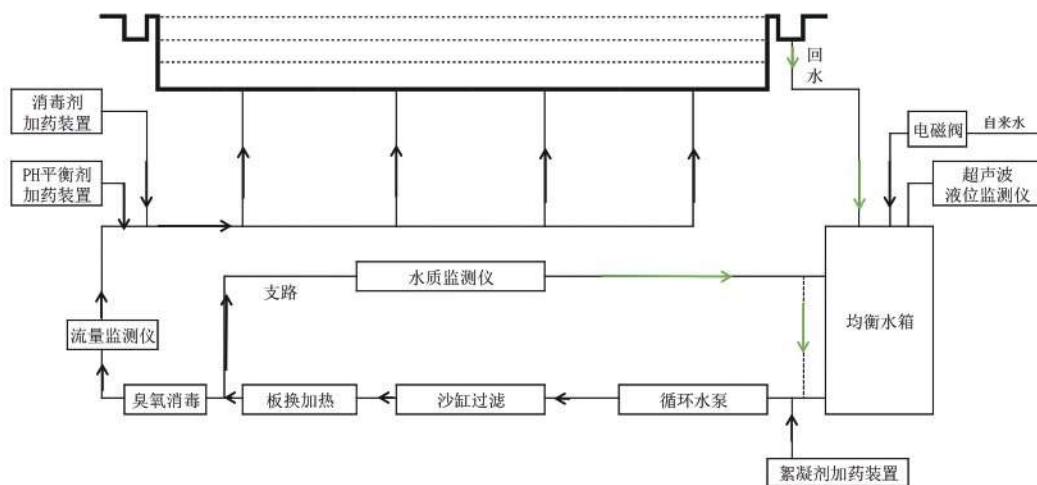 回
水
消毒剂
加药装置
电磁阀
自来水
PH平衡剂
加药装置
超声波
液位监测仪
支路
水质监测仪
均衡水箱
流量监测仪
臭氧消毒
板换加热
沙缸过滤
循环水泵
絮凝剂加药装置